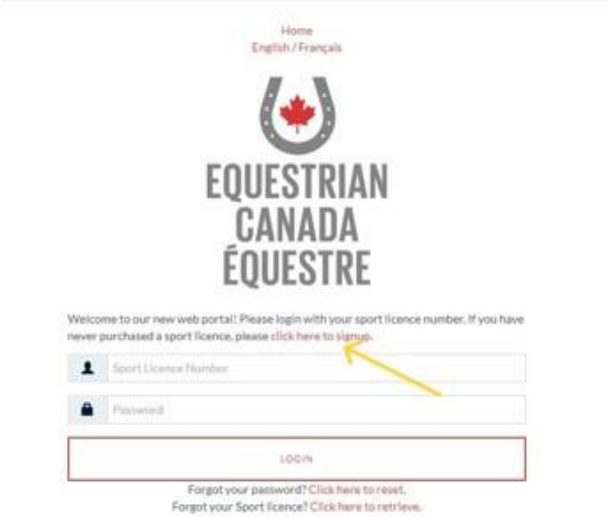 Home
English / Français
EQUESTRIAN
CANADA
ÉQUESTRE
Welcome to our new web portal! Please login with your sport licence number. If you have
never purchased a sport licence, please click here to signup.
Sport Licence Number
Password
LOGIN
Forgot your password? Click here to reset.
Forgot your Sport licence? Click here to retrieve.